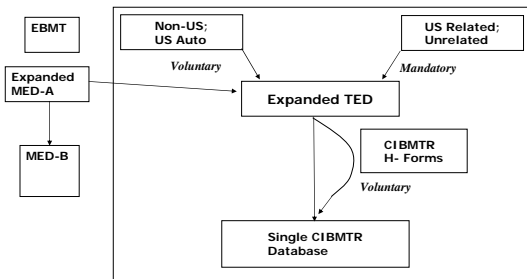 EBMT
Expanded
MED-A
MED-B
Non-US;
US Auto
US Related;
Unrelated
Voluntary
Mandatory
Expanded TED
CIBMTR
H- Forms
Voluntary
Single CIBMTR
Database